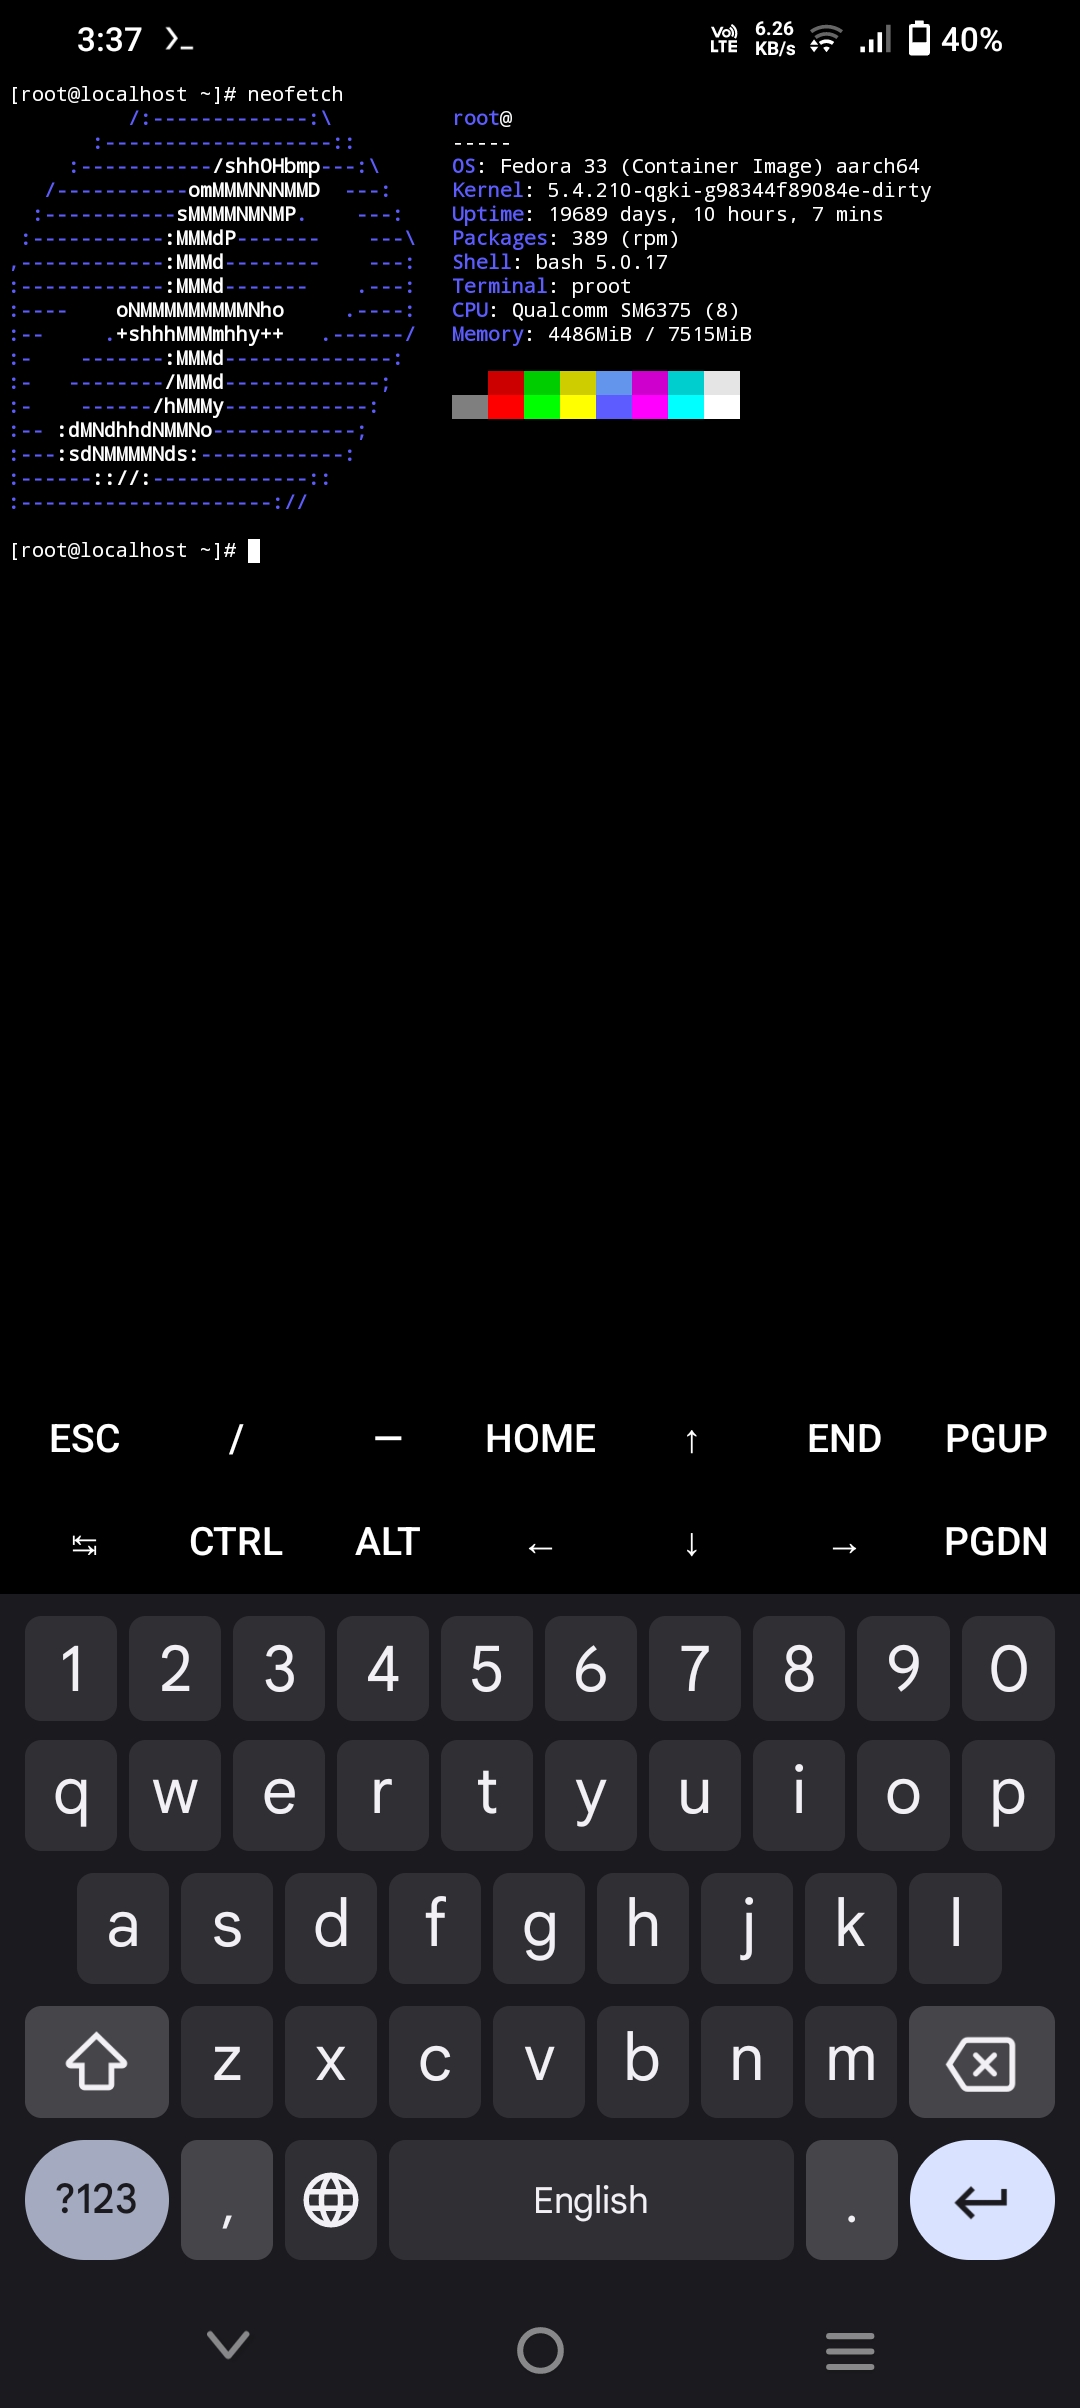 3:37 >_ Vo)) LTE 6.26 KB/s 40%
[root@localhost ~]# neofetch
          /:-------------:\          root@
       :-------------------::        -----
     :-----------/shhOHbmp---:\      OS: Fedora 33 (Container Image) aarch64
   /-----------omMMMNNNMMD  ---:     Kernel: 5.4.210-qgki-g98344f89084e-dirty
  :-----------sMMMMNMNMP.    ---:    Uptime: 19689 days, 10 hours, 7 mins
 :-----------:MMMdP-------    ---\   Packages: 389 (rpm)
,------------:MMMd--------    ---:   Shell: bash 5.0.17
:------------:MMMd-------    .---:   Terminal: proot
:----    oNMMMMMMMMMNho     .----:   CPU: Qualcomm SM6375 (8)
:--     .+shhhMMMmhhy++   .------/   Memory: 4486MiB / 7515MiB
:-    -------:MMMd--------------:
:-   --------/MMMd-------------;
:-    ------/hMMMy------------:
:-- :dMNdhhdNMMNo------------;
:---:sdNMMMMNds:------------:
:------:://:-------------::
:---------------------://
[root@localhost ~]#
ESC / — HOME ↑ END PGUP
↹ CTRL ALT ← ↓ → PGDN
1 2 3 4 5 6 7 8 9 0
q w e r t y u i o p
a s d f g h j k l
z x c v b n m
?123 , English .